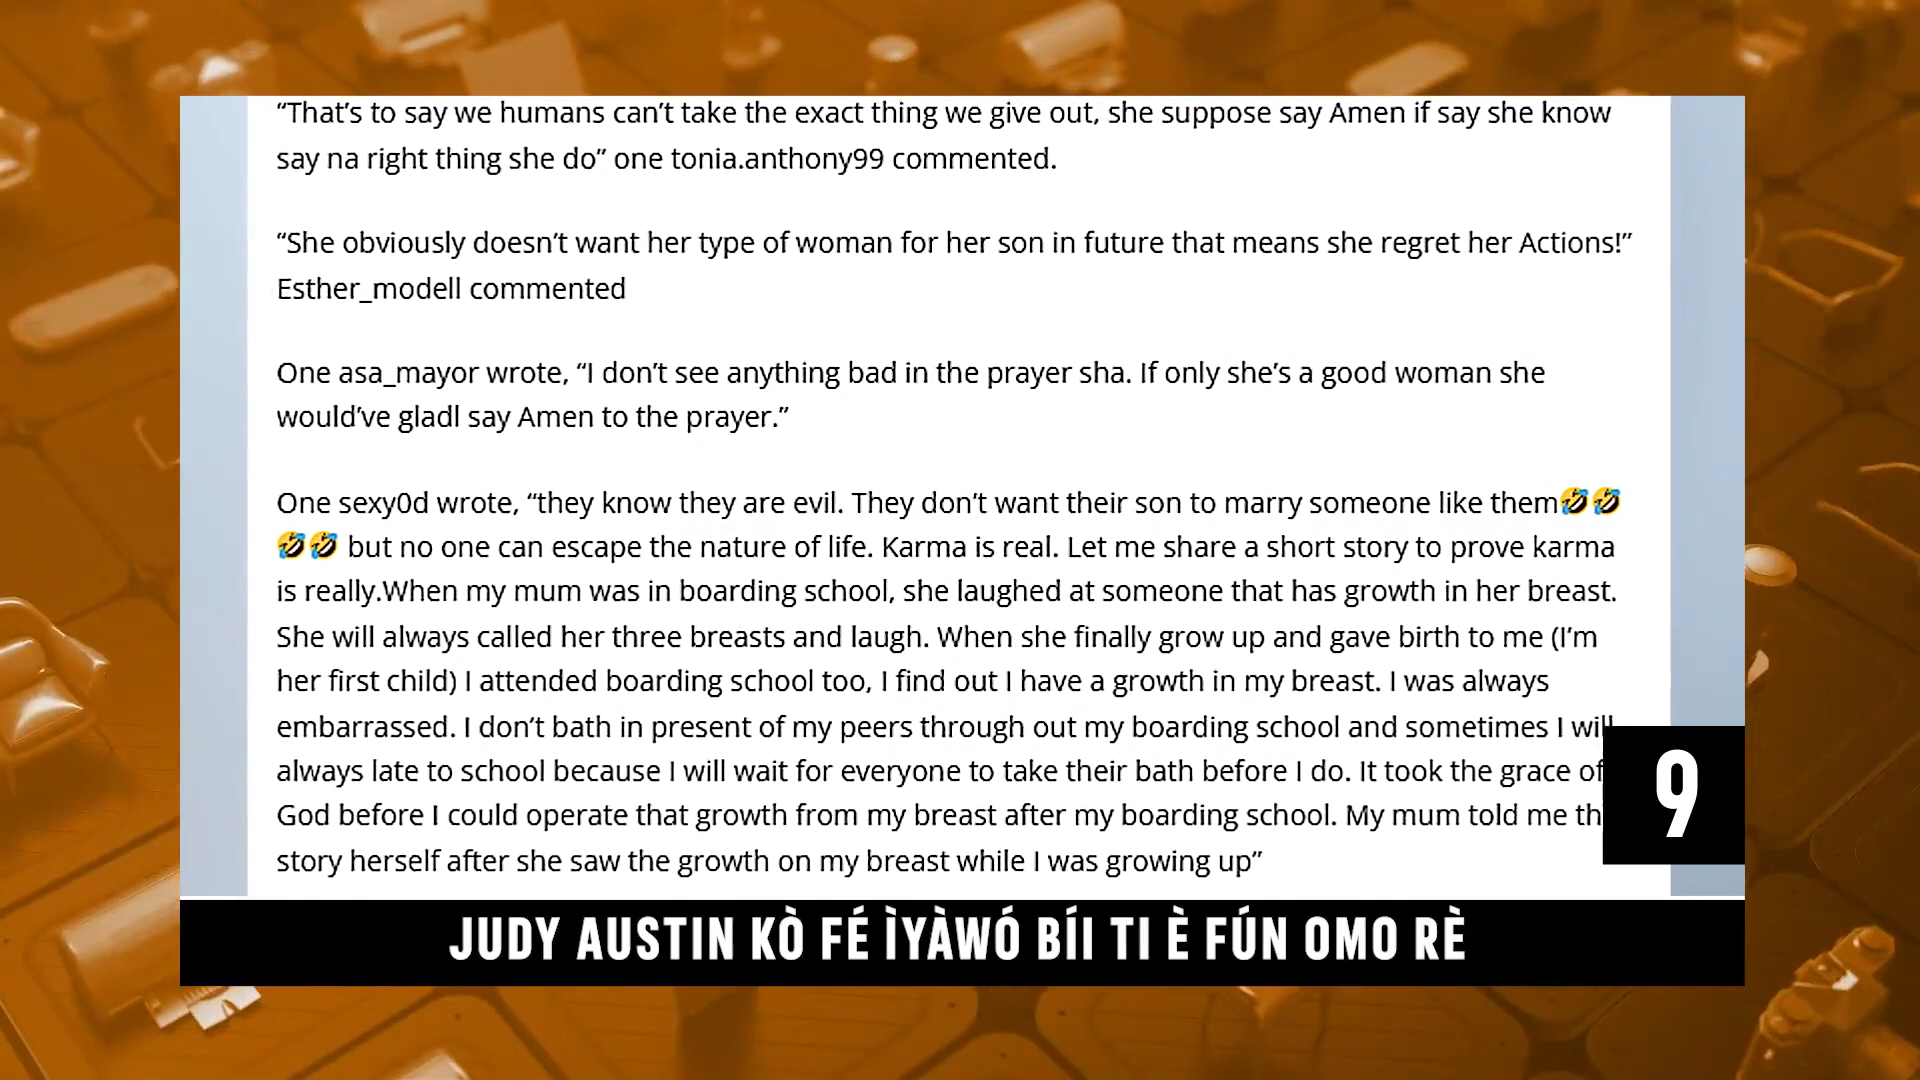 “That’s to say we humans can’t take the exact thing we give out, she suppose say Amen if say she know
say na right thing she do” one tonia.anthony99 commented.
“She obviously doesn’t want her type of woman for her son in future that means she regret her Actions!”
Esther_modell commented
One asa_mayor wrote, “I don’t see anything bad in the prayer sha. If only she’s a good woman she
would’ve gladl say Amen to the prayer.”
One sexy0d wrote, “they know they are evil. They don’t want their son to marry someone like them🤣🤣
🤣🤣 but no one can escape the nature of life. Karma is real. Let me share a short story to prove karma
is really.When my mum was in boarding school, she laughed at someone that has growth in her breast.
She will always called her three breasts and laugh. When she finally grow up and gave birth to me (I’m
her first child) I attended boarding school too, I find out I have a growth in my breast. I was always
embarrassed. I don’t bath in present of my peers through out my boarding school and sometimes I will
always late to school because I will wait for everyone to take their bath before I do. It took the grace of
God before I could operate that growth from my breast after my boarding school. My mum told me
story herself after she saw the growth on my breast while I was growing up”
9
JUDY AUSTIN KÒ FÉ ÌYÀWÓ BÍI TI È FÚN OMO RÈ